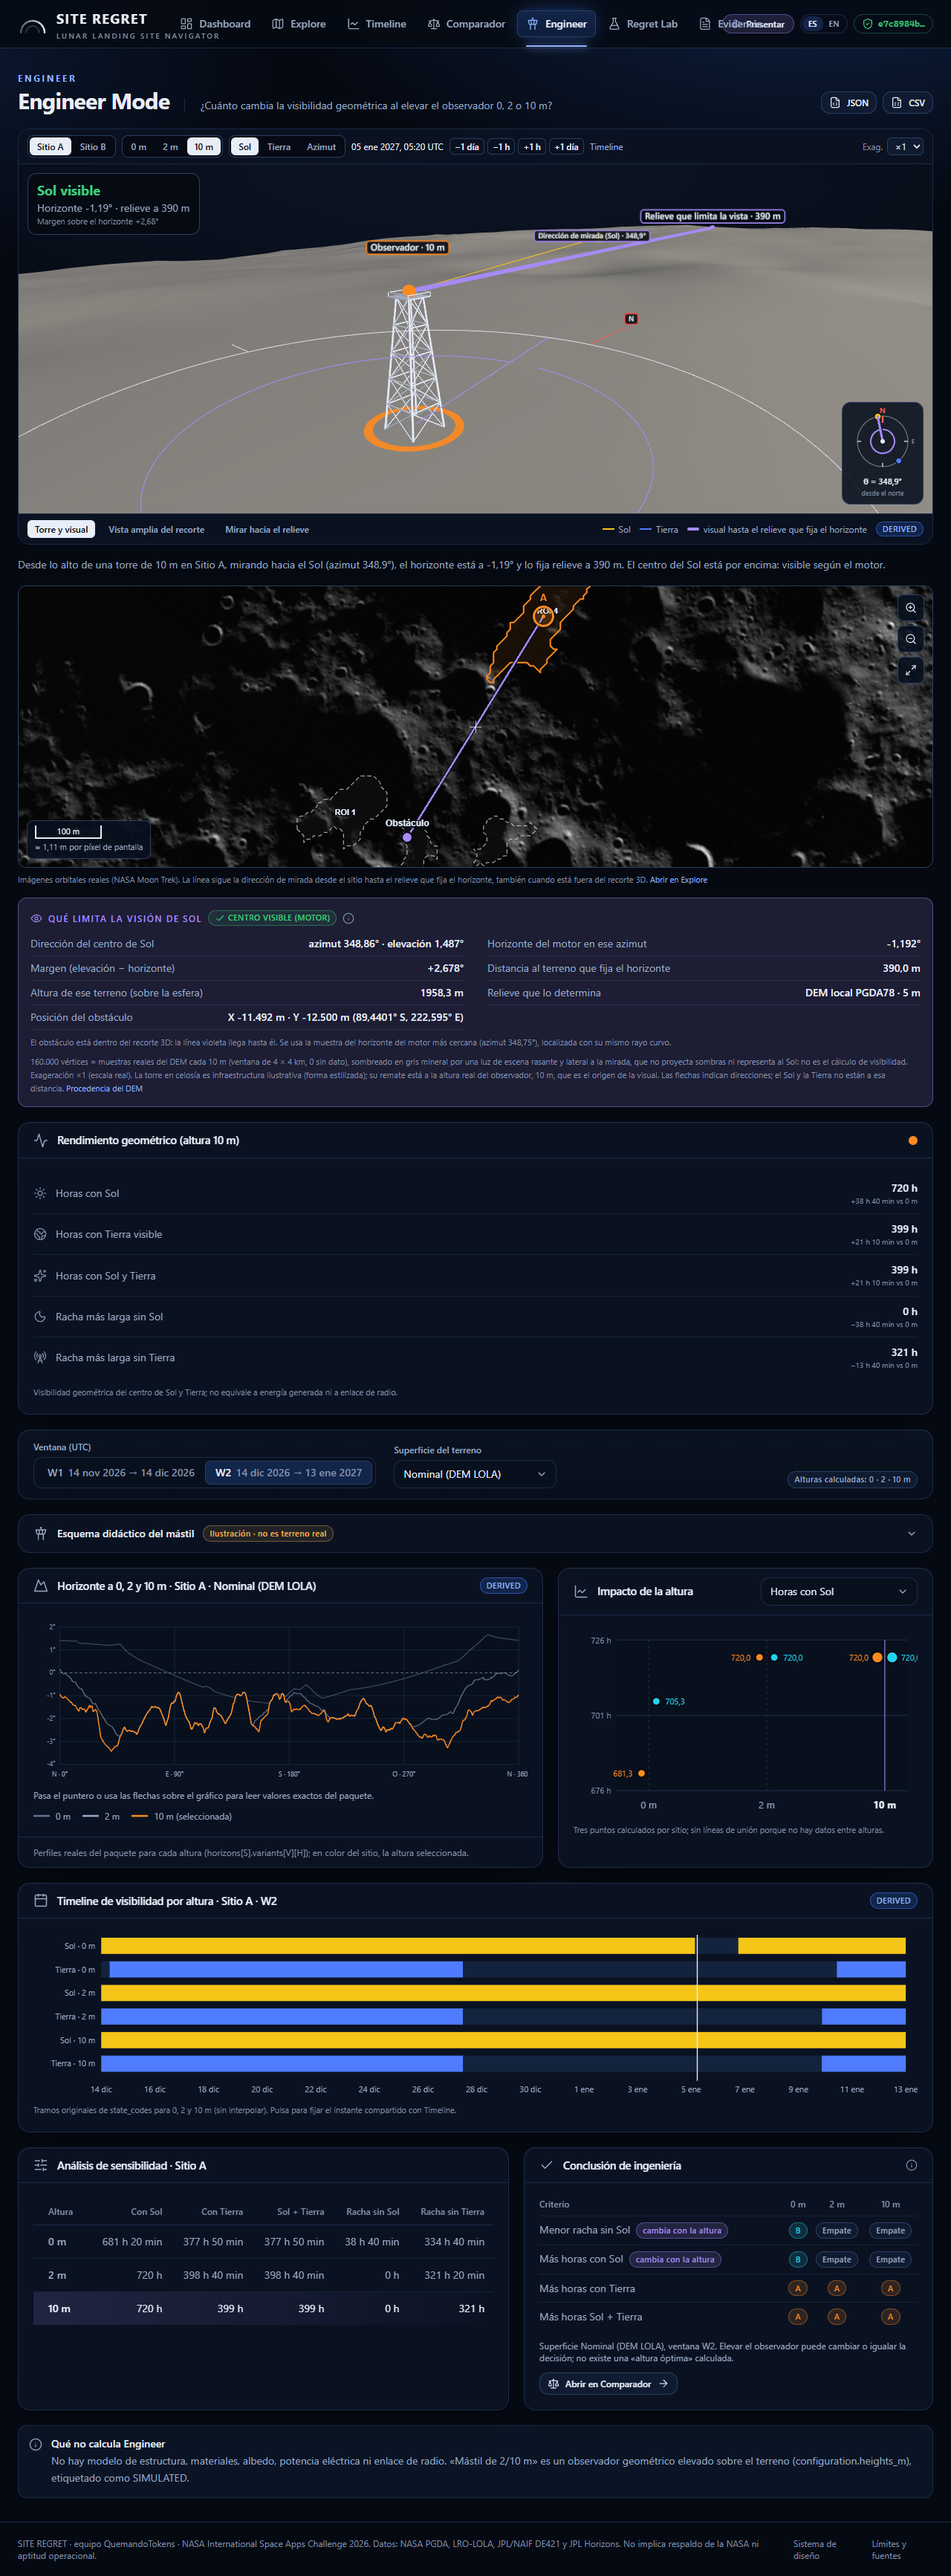 SITE REGRET
LUNAR LANDING SITE NAVIGATOR
Dashboard
Explore
Timeline
Comparador
Engineer
Regret Lab
Presentar
ES
EN
e7c8984b…
ENGINEER
Engineer Mode
¿Cuánto cambia la visibilidad geométrica al elevar el observador 0, 2 o 10 m?
JSON
CSV
Sitio A
Sitio B
0 m
2 m
10 m
Sol
Tierra
Azimut
05 ene 2027, 05:20 UTC
−1 día
−1 h
+1 h
+1 día
Timeline
Exag.
×1
Sol visible
Horizonte -1,19° · relieve a 390 m
Margen sobre el horizonte +2,68°
Relieve que limita la vista · 390 m
Dirección de mirada (Sol) · 348,9°
Observador · 10 m
N
N
E
θ = 348,9°
desde el norte
Torre y visual
Vista amplia del recorte
Mirar hacia el relieve
Sol
Tierra
visual hasta el relieve que fija el horizonte
DERIVED
Desde lo alto de una torre de 10 m en Sitio A, mirando hacia el Sol (azimut 348,9°), el horizonte está a -1,19° y lo fija relieve a 390 m. El centro del Sol está por encima: visible según el motor.
A
ROI 1
Obstáculo
100 m
≈ 1,11 m por píxel de pantalla
Imágenes orbitales reales (NASA Moon Trek). La línea sigue la dirección de mirada desde el sitio hasta el relieve que fija el horizonte, también cuando está fuera del recorte 3D. Abrir en Explore
QUÉ LIMITA LA VISIÓN DE SOL
CENTRO VISIBLE (MOTOR)
Dirección del centro de Sol
azimut 348,86° · elevación 1,487°
Horizonte del motor en ese azimut
-1,192°
Margen (elevación − horizonte)
+2,678°
Distancia al terreno que fija el horizonte
390,0 m
Altura de ese terreno (sobre la esfera)
1958,3 m
Relieve que lo determina
DEM local PGDA78 · 5 m
Posición del obstáculo
X -11.492 m · Y -12.500 m (89,4401° S, 222,595° E)
El obstáculo está dentro del recorte 3D: la línea violeta llega hasta él. Se usa la muestra del horizonte del motor más cercana (azimut 348,75°), localizada con su mismo rayo curvo.
160.000 vértices = muestras reales del DEM cada 10 m (ventana de 4 × 4 km, 0 sin dato), sombreado en gris mineral por una luz de escena rasante y lateral a la mirada, que no proyecta sombras ni representa al Sol: no es el cálculo de visibilidad.
Exageración ×1 (escala real). La torre en celosía es infraestructura ilustrativa (forma estilizada); su remate está a la altura real del observador, 10 m, que es el origen de la visual. Las flechas indican direcciones; el Sol y la Tierra no están a esa
distancia. Procedencia del DEM
Rendimiento geométrico (altura 10 m)
Horas con Sol
720 h
+38 h 40 min vs 0 m
Horas con Tierra visible
399 h
+21 h 10 min vs 0 m
Horas con Sol y Tierra
399 h
+21 h 10 min vs 0 m
Racha más larga sin Sol
0 h
−38 h 40 min vs 0 m
Racha más larga sin Tierra
321 h
−13 h 40 min vs 0 m
Visibilidad geométrica del centro de Sol y Tierra; no equivale a energía generada ni a enlace de radio.
Ventana (UTC)
W1 14 nov 2026 → 14 dic 2026
W2 14 dic 2026 → 13 ene 2027
Superficie del terreno
Nominal (DEM LOLA)
Alturas calculadas: 0 · 2 · 10 m
Esquema didáctico del mástil
Ilustración · no es terreno real
Horizonte a 0, 2 y 10 m · Sitio A · Nominal (DEM LOLA)
DERIVED
2°
1°
0°
-1°
-2°
-3°
-4°
N · 0°
E · 90°
S · 180°
O · 270°
N · 360
Pasa el puntero o usa las flechas sobre el gráfico para leer valores exactos del paquete.
0 m
2 m
10 m (seleccionada)
Perfiles reales del paquete para cada altura (horizons[S].variants[V][H]); en color del sitio, la altura seleccionada.
Impacto de la altura
Horas con Sol
726 h
701 h
676 h
720,0
720,0
720,0
720,
705,3
681,3
0 m
2 m
10 m
Tres puntos calculados por sitio; sin líneas de unión porque no hay datos entre alturas.
Timeline de visibilidad por altura · Sitio A · W2
DERIVED
Sol · 0 m
Tierra · 0 m
Sol · 2 m
Tierra · 2 m
Sol · 10 m
Tierra · 10 m
14 dic
16 dic
18 dic
20 dic
22 dic
24 dic
26 dic
28 dic
30 dic
1 ene
3 ene
5 ene
7 ene
9 ene
11 ene
13 ene
Tramos originales de state_codes para 0, 2 y 10 m (sin interpolar). Pulsa para fijar el instante compartido con Timeline.
Análisis de sensibilidad · Sitio A
Altura Con Sol Con Tierra Sol + Tierra Racha sin Sol Racha sin Tierra
0 m 681 h 20 min 377 h 50 min 377 h 50 min 38 h 40 min 334 h 40 min
2 m 720 h 398 h 40 min 398 h 40 min 0 h 321 h 20 min
10 m 720 h 399 h 399 h 0 h 321 h
Conclusión de ingeniería
Criterio 0 m 2 m 10 m
Menor racha sin Sol cambia con la altura B Empate Empate
Más horas con Sol cambia con la altura B Empate Empate
Más horas con Tierra A A A
Más horas Sol + Tierra A A A
Superficie Nominal (DEM LOLA), ventana W2. Elevar el observador puede cambiar o igualar la
decisión; no existe una «altura óptima» calculada.
Abrir en Comparador
Qué no calcula Engineer
No hay modelo de estructura, materiales, albedo, potencia eléctrica ni enlace de radio. «Mástil de 2/10 m» es un observador geométrico elevado sobre el terreno (configuration.heights_m),
etiquetado como SIMULATED.
SITE REGRET · equipo QuemandoTokens · NASA International Space Apps Challenge 2026. Datos: NASA PGDA, LRO-LOLA, JPL/NAIF DE421 y JPL Horizons. No implica respaldo de la NASA ni
aptitud operacional.
Sistema de
diseño
Límites y
fuentes